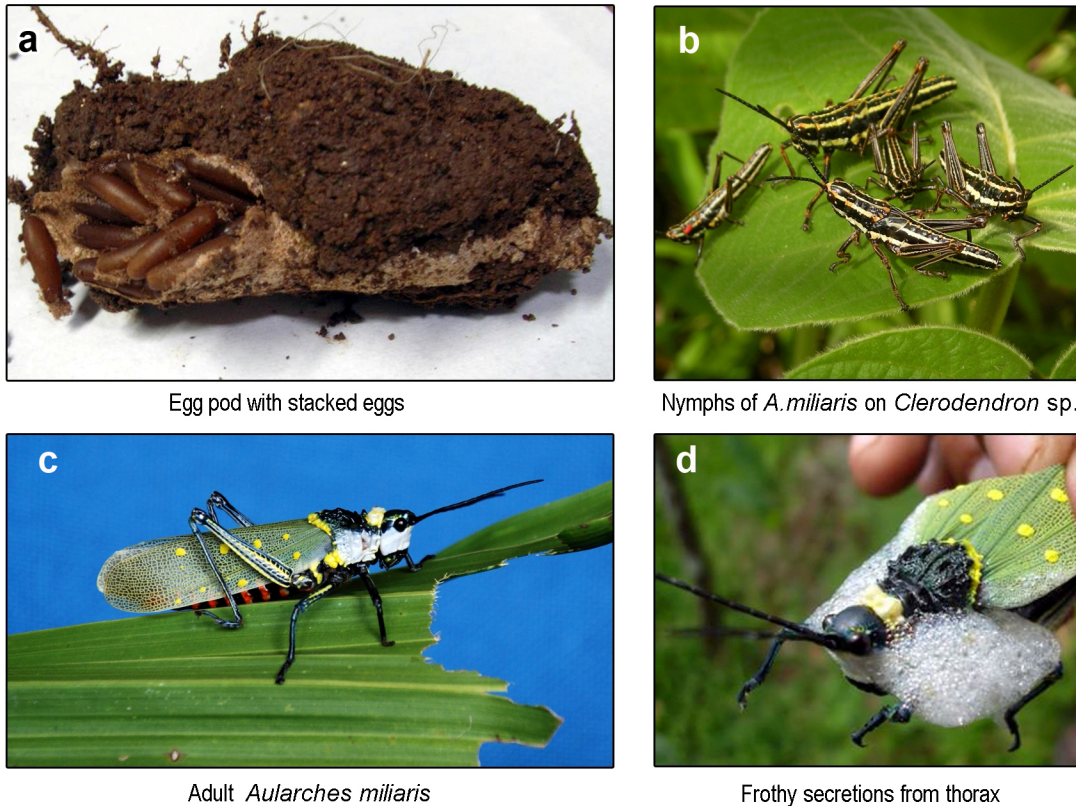 a
b
Egg pod with stacked eggs
Nymphs of A.miliaris on Clerodendron sp.
c
d
Adult Aularches miliaris
Frothy secretions from thorax